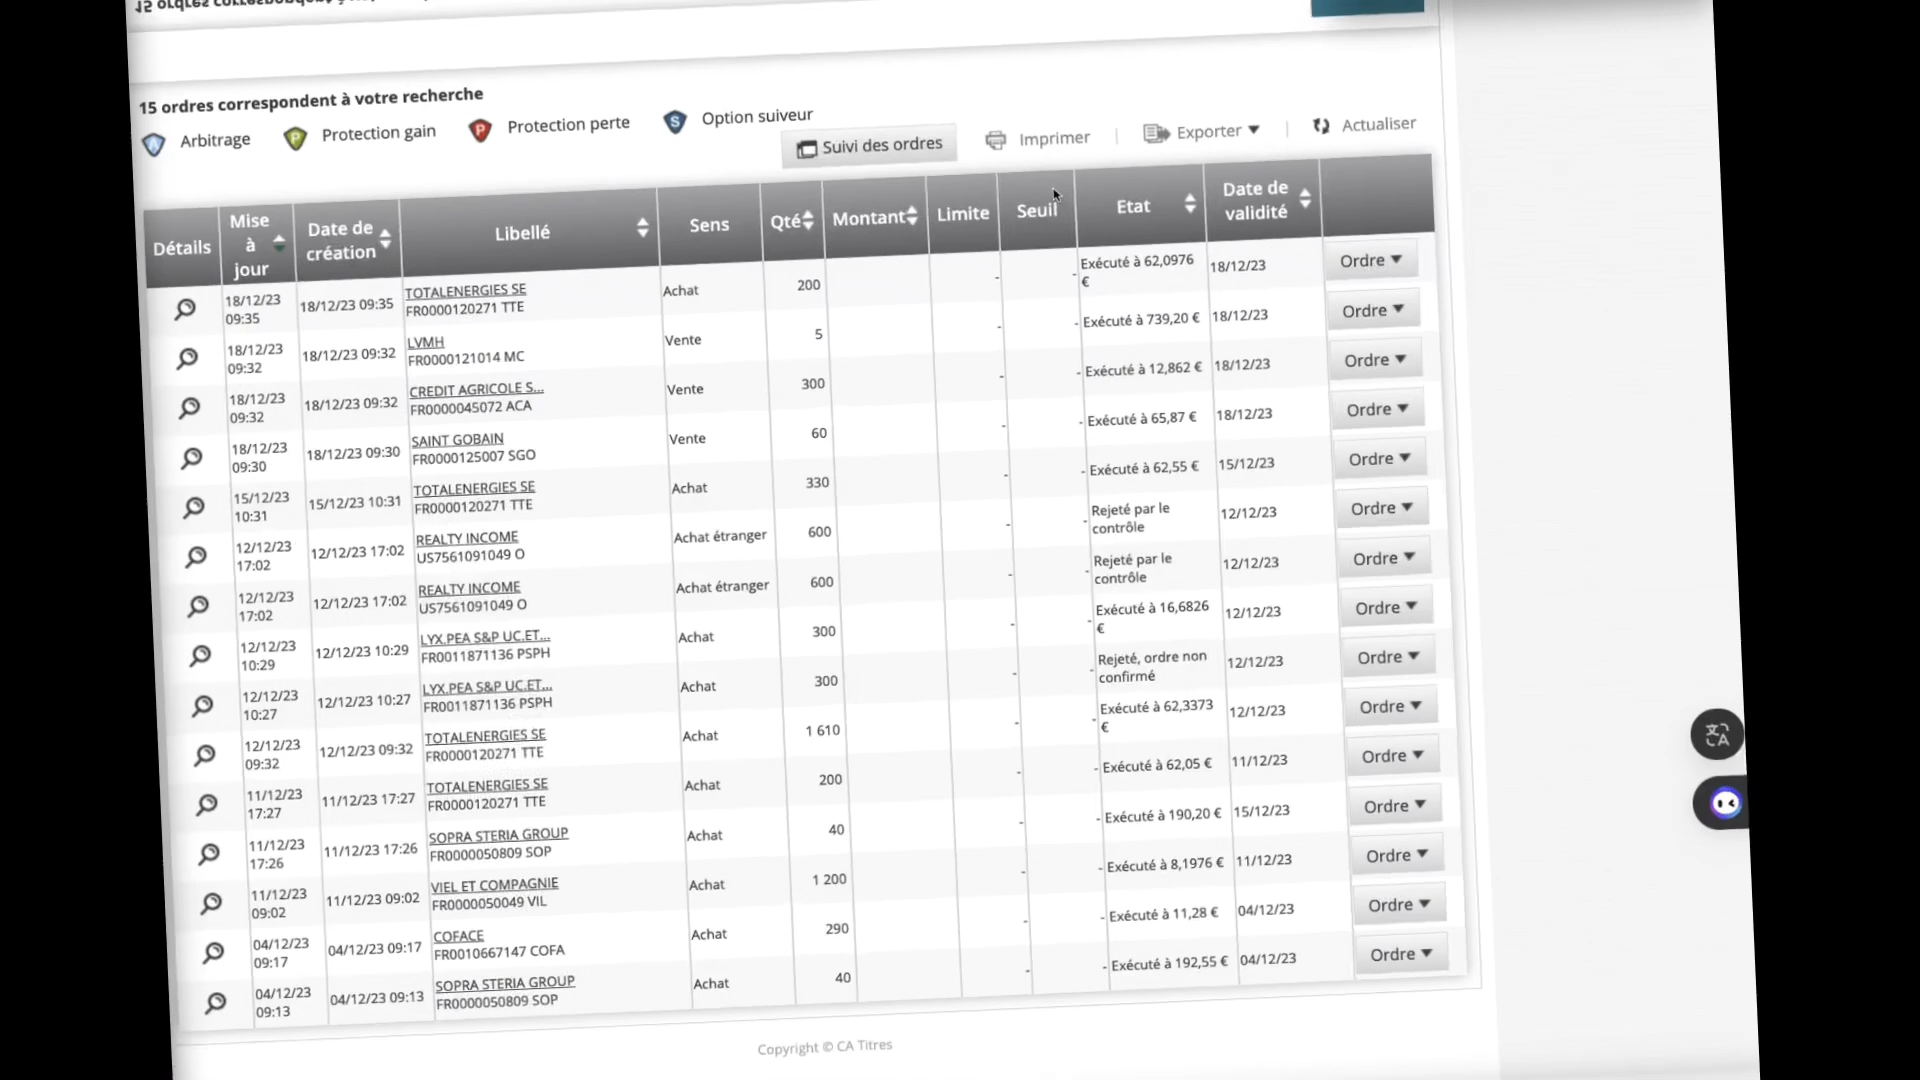 15 ordres correspondent à votre recherche
Arbitrage Protection gain Protection perte Option suiveur
Suivi des ordres Imprimer | Exporter | Actualiser
Détails Mise à jour Date de création Libellé Sens Qté Montant Limite Seuil Etat Date de validité
18/12/23 09:35 18/12/23 09:35 TOTALENERGIES SE FR0000120271 TTE Achat 200 - - Exécuté à 62,0976 € 18/12/23 Ordre
18/12/23 09:32 18/12/23 09:32 LVMH FR0000121014 MC Vente 5 - - Exécuté à 739,20 € 18/12/23 Ordre
18/12/23 09:32 18/12/23 09:32 CREDIT AGRICOLE S... FR0000045072 ACA Vente 300 - - Exécuté à 12,862 € 18/12/23 Ordre
18/12/23 09:30 18/12/23 09:30 SAINT GOBAIN FR0000125007 SGO Vente 60 - - Exécuté à 65,87 € 18/12/23 Ordre
15/12/23 10:31 15/12/23 10:31 TOTALENERGIES SE FR0000120271 TTE Achat 330 - - Exécuté à 62,55 € 15/12/23 Ordre
12/12/23 17:02 12/12/23 17:02 REALTY INCOME US7561091049 O Achat étranger 600 - - Rejeté par le contrôle 12/12/23 Ordre
12/12/23 17:02 12/12/23 17:02 REALTY INCOME US7561091049 O Achat étranger 600 - - Rejeté par le contrôle 12/12/23 Ordre
12/12/23 10:29 12/12/23 10:29 LYX.PEA S&P UC.ET... FR0011871136 PSPH Achat 300 - - Exécuté à 16,6826 € 12/12/23 Ordre
12/12/23 10:27 12/12/23 10:27 LYX.PEA S&P UC.ET... FR0011871136 PSPH Achat 300 - - Rejeté, ordre non confirmé 12/12/23 Ordre
12/12/23 09:32 12/12/23 09:32 TOTALENERGIES SE FR0000120271 TTE Achat 1 610 - - Exécuté à 62,3373 € 12/12/23 Ordre
11/12/23 17:27 11/12/23 17:27 TOTALENERGIES SE FR0000120271 TTE Achat 200 - - Exécuté à 62,05 € 11/12/23 Ordre
11/12/23 17:26 11/12/23 17:26 SOPRA STERIA GROUP FR0000050809 SOP Achat 40 - - Exécuté à 190,20 € 15/12/23 Ordre
11/12/23 09:02 11/12/23 09:02 VIEL ET COMPAGNIE FR0000050049 VIL Achat 1 200 - - Exécuté à 8,1976 € 11/12/23 Ordre
04/12/23 09:17 04/12/23 09:17 COFACE FR0010667147 COFA Achat 290 - - Exécuté à 11,28 € 04/12/23 Ordre
04/12/23 09:13 04/12/23 09:13 SOPRA STERIA GROUP FR0000050809 SOP Achat 40 - - Exécuté à 192,55 € 04/12/23 Ordre
Copyright © CA Titres